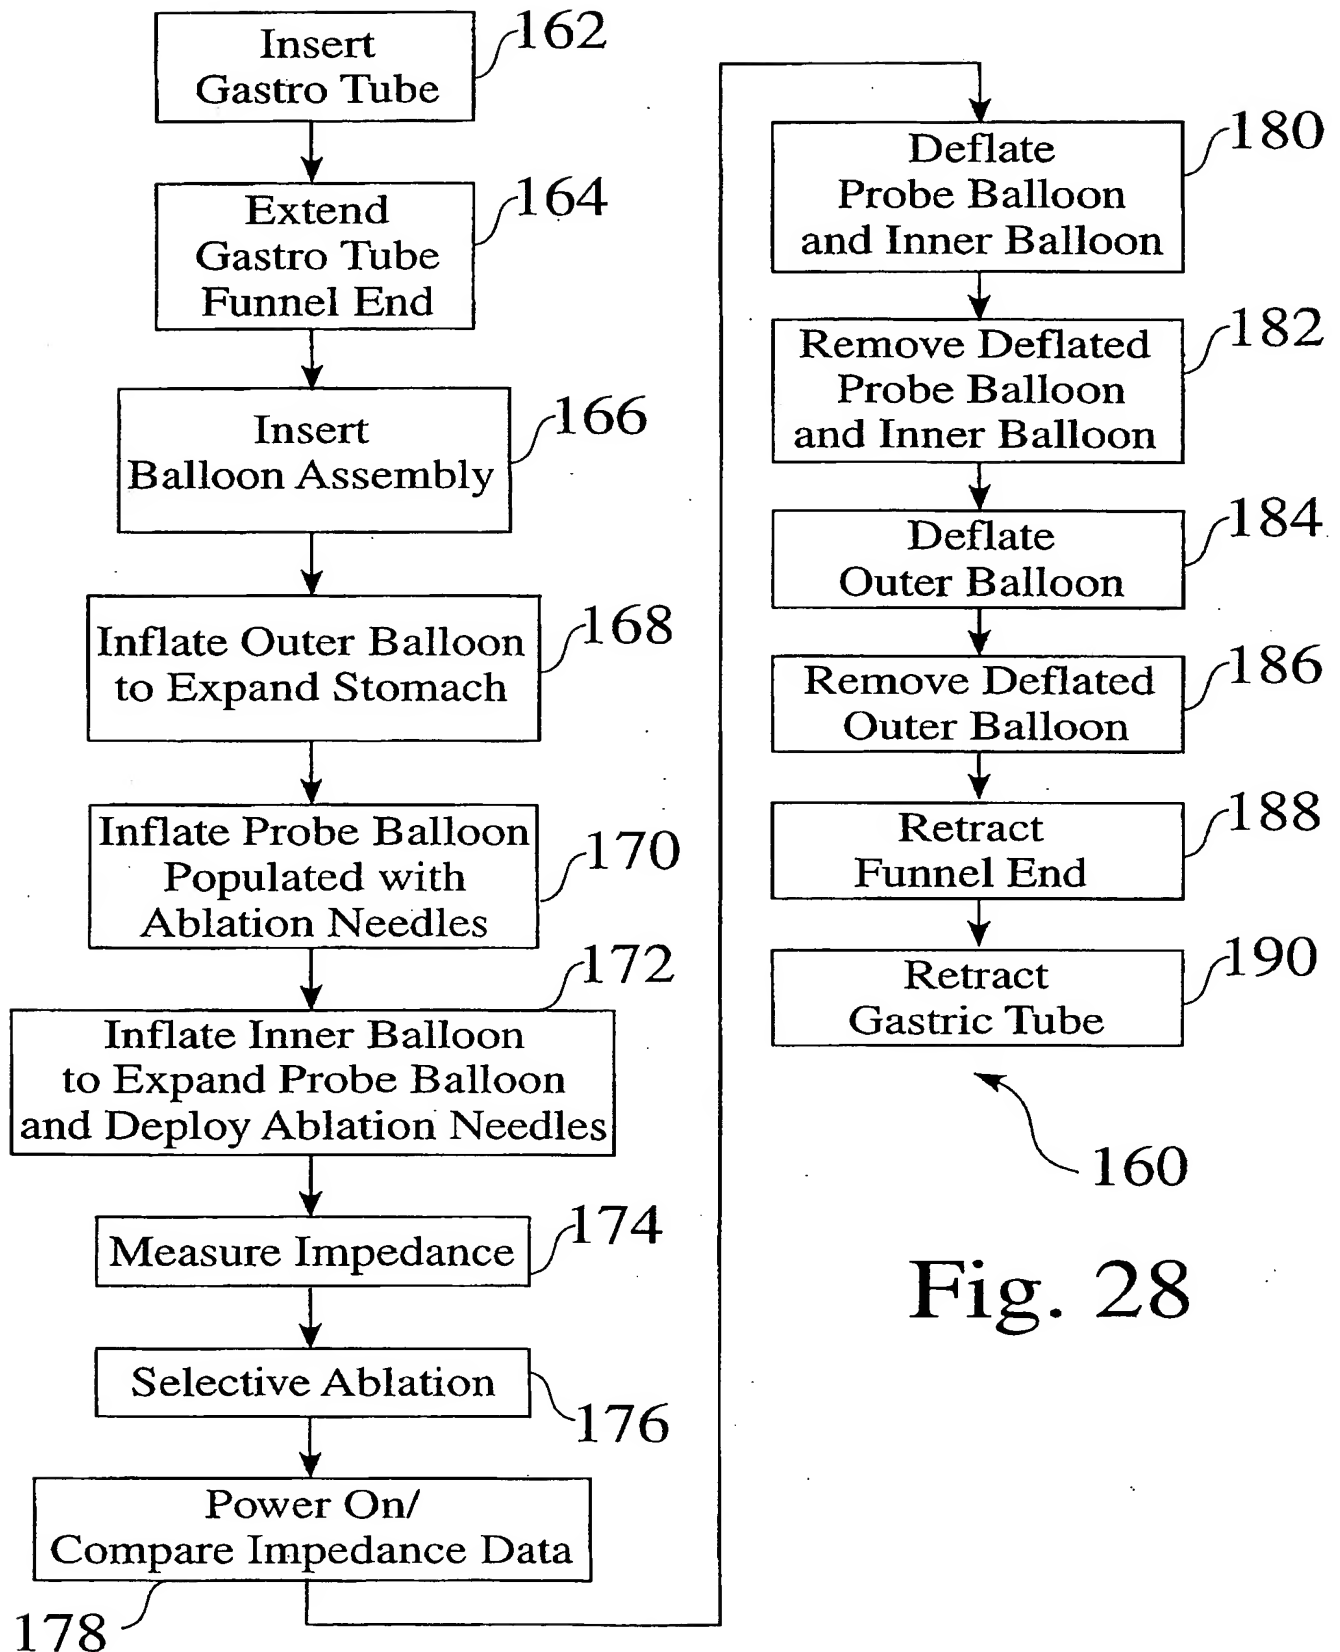 Insert
Gastro Tube
162
Extend
Gastro Tube
Funnel End
164
Insert
Balloon Assembly
166
Inflate Outer Balloon
to Expand Stomach
168
Inflate Probe Balloon
Populated with
Ablation Needles
170
172
Inflate Inner Balloon
to Expand Probe Balloon
and Deploy Ablation Needles
Measure Impedance
174
Selective Ablation
176
Power On/
Compare Impedance Data
178
Deflate
Probe Balloon
and Inner Balloon
180
Remove Deflated
Probe Balloon
and Inner Balloon
182
Deflate
Outer Balloon
184
Remove Deflated
Outer Balloon
186
Retract
Funnel End
188
Retract
Gastric Tube
190
160
Fig. 28